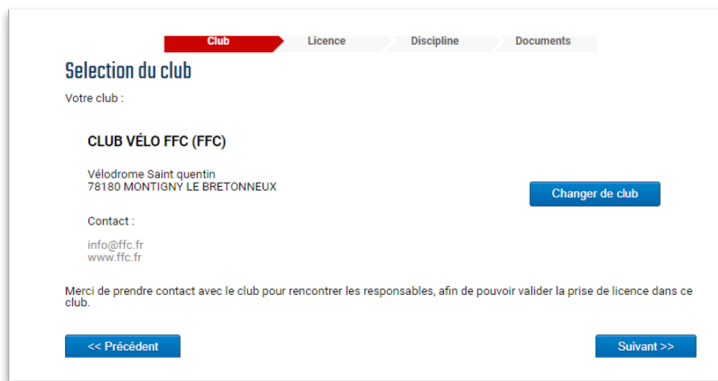 Club Licence Discipline Documents
Selection du club
Votre club :
CLUB VÉLO FFC (FFC)
Vélodrome Saint quentin
78180 MONTIGNY LE BRETONNEUX
Changer de club
Contact :
info@ffc.fr
www.ffc.fr
Merci de prendre contact avec le club pour rencontrer les responsables, afin de pouvoir valider la prise de licence dans ce
club.
<< Précédent Suivant >>